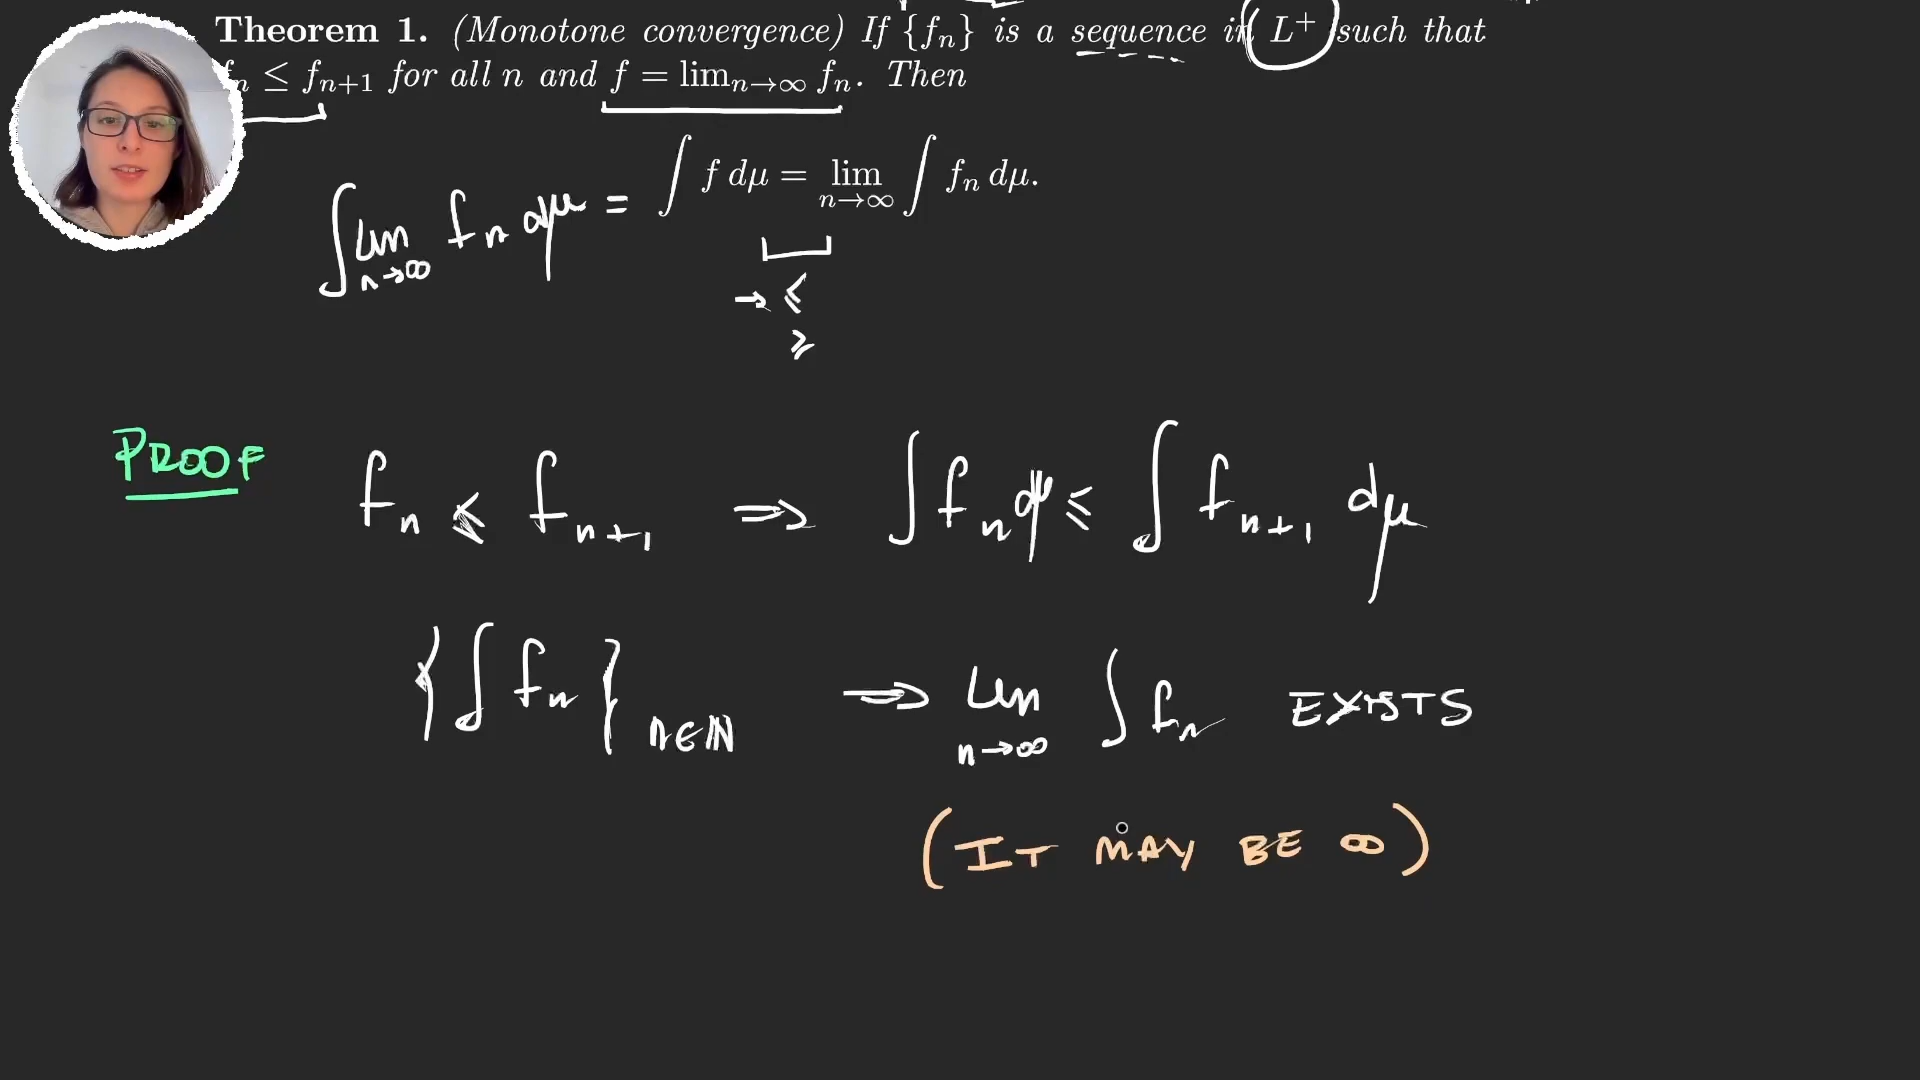 Theorem 1. (Monotone convergence) If {fₙ} is a sequence in L⁺ such that
fₙ ≤ fₙ₊₁ for all n and f = limₙ→∞ fₙ. Then
∫ lim n→∞ fₙ dμ = ∫ f dμ = lim n→∞ ∫ fₙ dμ.
→ ≤
≥
PROOF fₙ ≤ fₙ₊₁ ⇒ ∫ fₙ dμ ≤ ∫ fₙ₊₁ dμ
{∫ fₙ} n∈ℕ ⇒ lim n→∞ ∫ fₙ EXISTS
(IT MAY BE ∞)